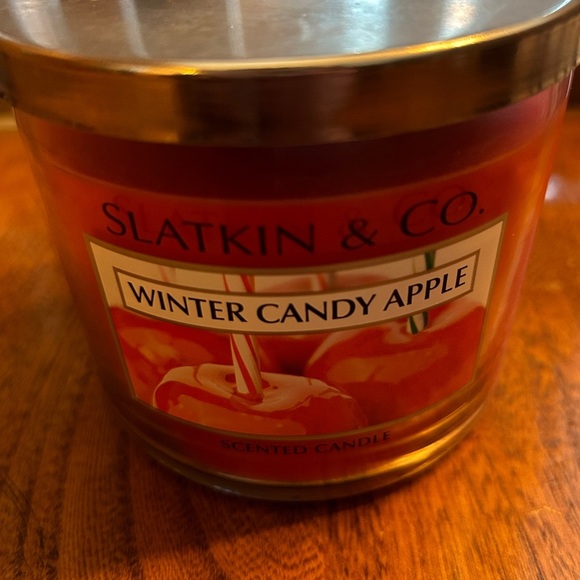 SLATKIN & CO.
WINTER CANDY APPLE
SCENTED CANDLE